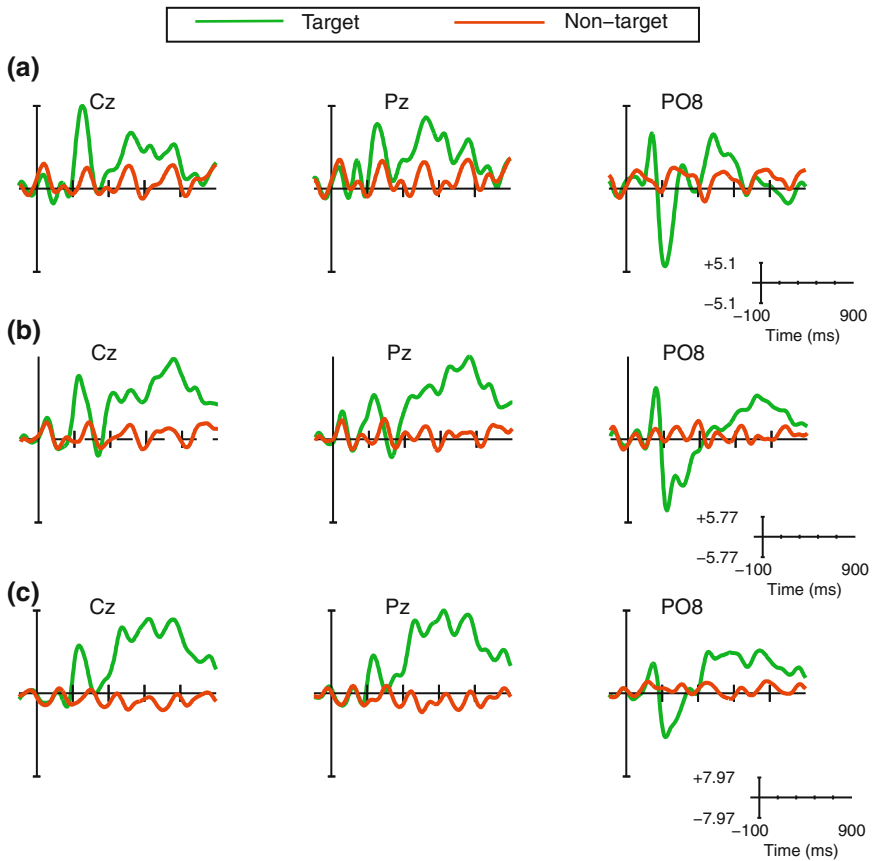 Target Non-target
(a)
Cz Pz PO8
+5.1
-5.1
-100 900
Time (ms)
(b)
Cz Pz PO8
+5.77
-5.77
-100 900
Time (ms)
(c)
Cz Pz PO8
+7.97
-7.97
-100 900
Time (ms)